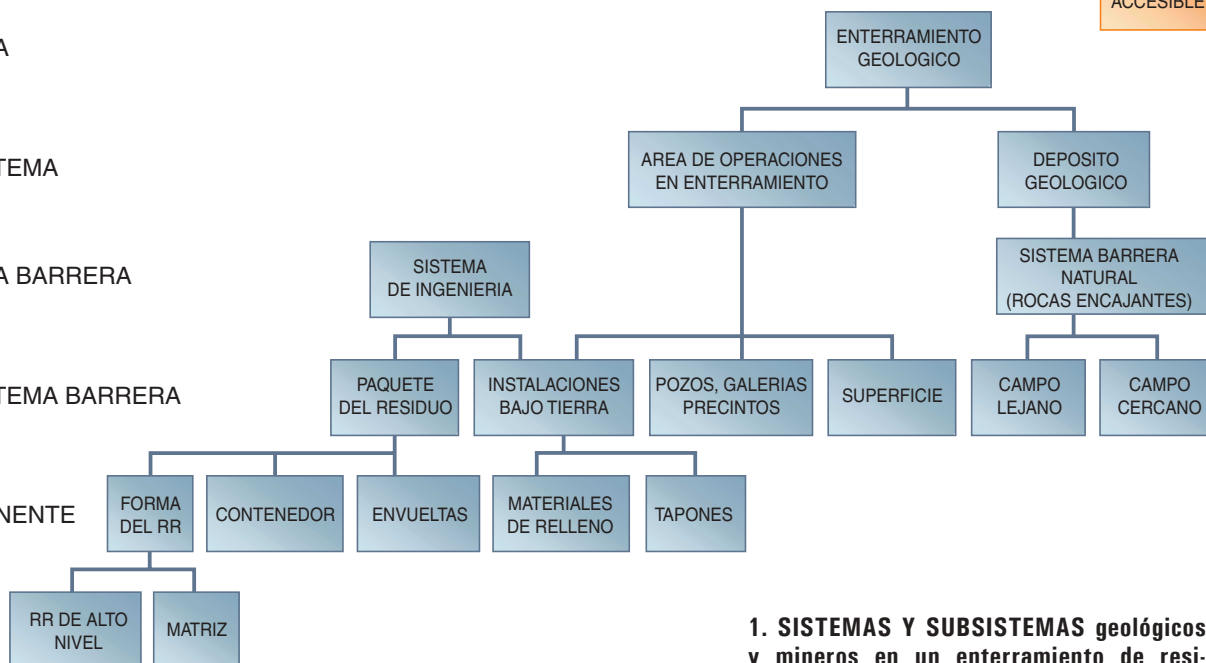 ACCESIBLE
A
ENTERRAMIENTO
GEOLOGICO
TEMA
AREA DE OPERACIONES
EN ENTERRAMIENTO
DEPOSITO
GEOLOGICO
A BARRERA
SISTEMA
DE INGENIERIA
SISTEMA BARRERA
NATURAL
(ROCAS ENCAJANTES)
TEMA BARRERA
PAQUETE
DEL RESIDUO
INSTALACIONES
BAJO TIERRA
POZOS, GALERIAS
PRECINTOS
SUPERFICIE
CAMPO
LEJANO
CAMPO
CERCANO
NENTE
FORMA
DEL RR
CONTENEDOR
ENVUELTAS
MATERIALES
DE RELLENO
TAPONES
RR DE ALTO
NIVEL
MATRIZ
1. SISTEMAS Y SUBSISTEMAS geológicos
y mineros en un enterramiento de resi-